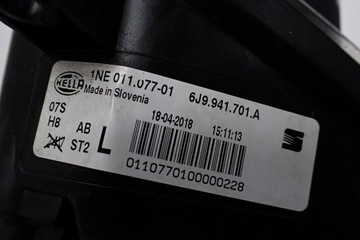 HELLA 1NE 011.077-01 6J9.941.701.A
Made in Slovenia
07S 18-04-2018 15:11:13
H8 AB L
ST2
0110770100000228